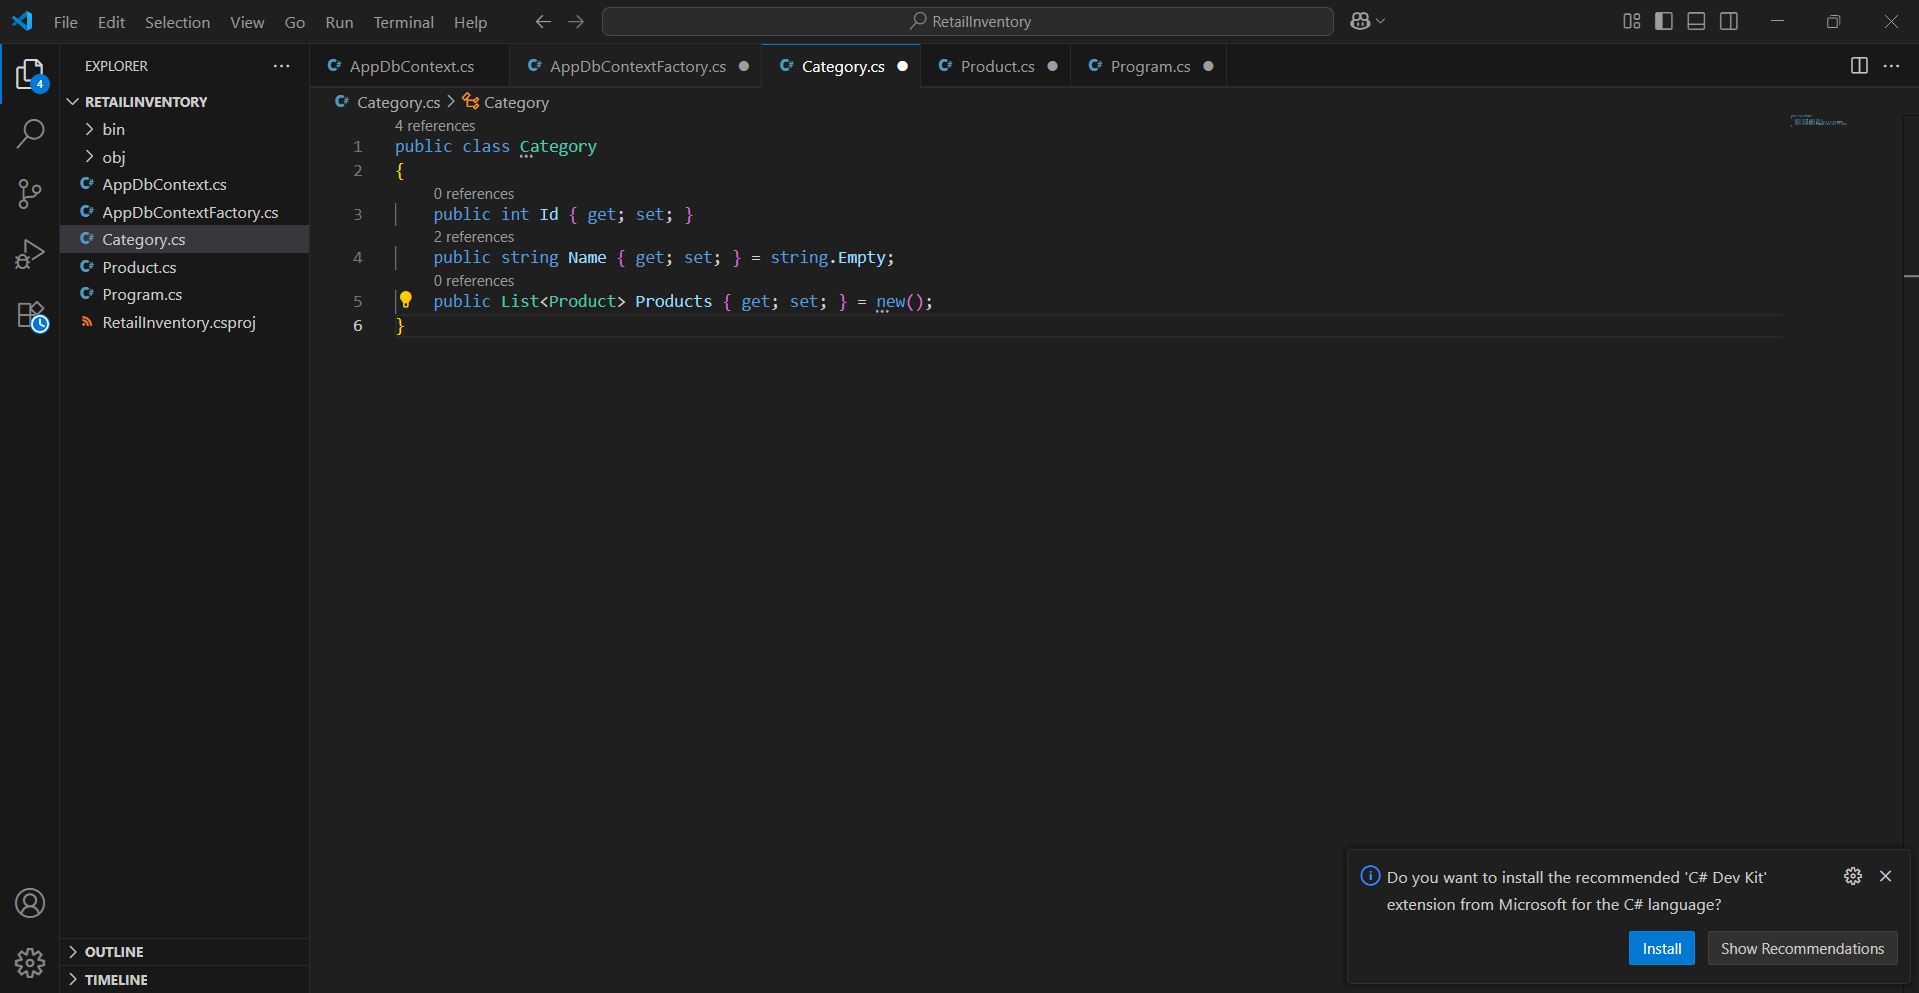 File Edit Selection View Go Run Terminal Help
RetailInventory
EXPLORER
4
RETAILINVENTORY
bin
obj
C# AppDbContext.cs
C# AppDbContextFactory.cs
C# Category.cs
C# Product.cs
C# Program.cs
RetailInventory.csproj
OUTLINE
TIMELINE
C# AppDbContext.cs C# AppDbContextFactory.cs C# Category.cs C# Product.cs C# Program.cs
C# Category.cs > Category
4 references
1 public class Category
2 {
0 references
3 public int Id { get; set; }
2 references
4 public string Name { get; set; } = string.Empty;
0 references
5 public List<Product> Products { get; set; } = new();
6 }
Do you want to install the recommended 'C# Dev Kit'
extension from Microsoft for the C# language?
Install Show Recommendations